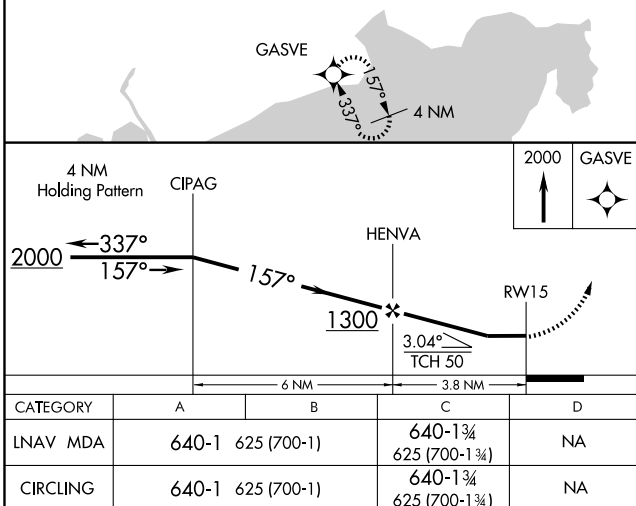 GASVE
157°
337°
4 NM
4 NM
Holding Pattern
CIPAG
2000
GASVE
HENVA
337°
2000
157°
157°
RW15
1300
3.04°
TCH 50
6 NM
3.8 NM
CATEGORY A B C D
LNAV MDA 640-1 625 (700-1) 640-1¾ 625 (700-1¾) NA
CIRCLING 640-1 625 (700-1) 640-1¾ 625 (700-1¾) NA